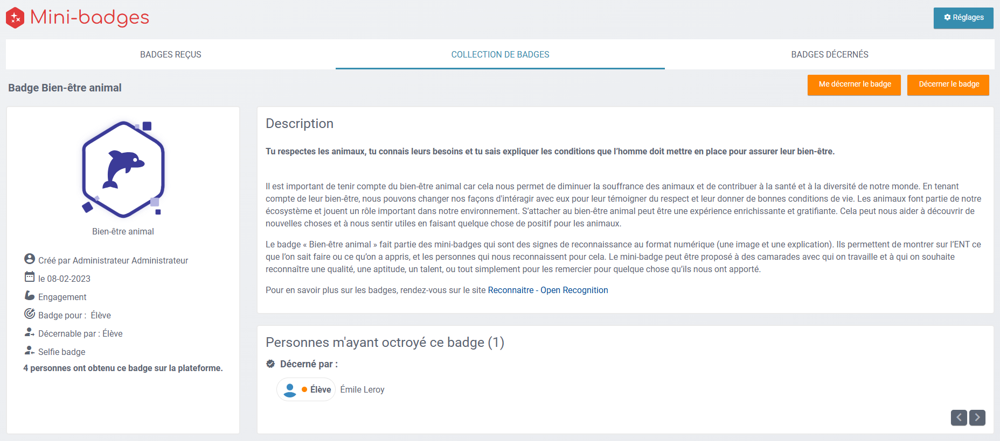 Mini-badges
Réglages
BADGES REÇUS
COLLECTION DE BADGES
BADGES DÉCERNÉS
Badge Bien-être animal
Me décerner le badge
Décerner le badge
Bien-être animal
Créé par Administrateur Administrateur
le 08-02-2023
Engagement
Badge pour : Élève
Décernable par : Élève
Selfie badge
4 personnes ont obtenu ce badge sur la plateforme.
Description
Tu respectes les animaux, tu connais leurs besoins et tu sais expliquer les conditions que l’homme doit mettre en place pour assurer leur bien-être.
Il est important de tenir compte du bien-être animal car cela nous permet de diminuer la souffrance des animaux et de contribuer à la santé et à la diversité de notre monde. En tenant
compte de leur bien-être, nous pouvons changer nos façons d'intéragir avec eux pour leur témoigner du respect et leur donner de bonnes conditions de vie. Les animaux font partie de notre
écosystème et jouent un rôle important dans notre environnement. S’attacher au bien-être animal peut être une expérience enrichissante et gratifiante. Cela peut nous aider à découvrir de
nouvelles choses et à nous sentir utiles en faisant quelque chose de positif pour les animaux.
Le badge « Bien-être animal » fait partie des mini-badges qui sont des signes de reconnaissance au format numérique (une image et une explication). Ils permettent de montrer sur l’ENT ce
que l’on sait faire ou ce qu’on a appris, et les personnes qui nous reconnaissent pour cela. Le mini-badge peut être proposé à des camarades avec qui on travaille et à qui on souhaite
reconnaître une qualité, une aptitude, un talent, ou tout simplement pour les remercier pour quelque chose qu’ils nous ont apporté.
Pour en savoir plus sur les badges, rendez-vous sur le site Reconnaitre - Open Recognition
Personnes m'ayant octroyé ce badge (1)
Décerné par :
Élève Émile Leroy